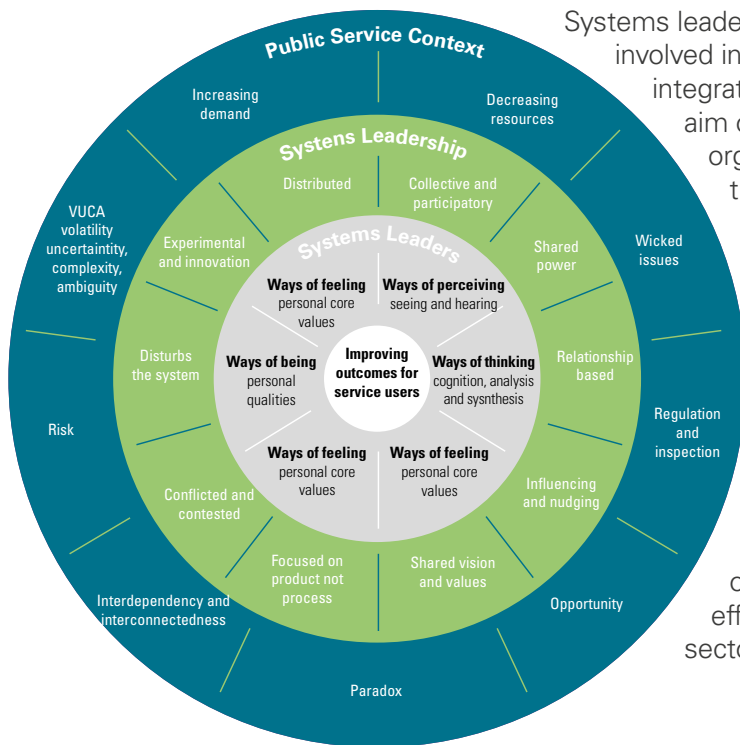 Systems leade
involved in
integrat
aim o
org
t
Public Service Context
Increasing
demand
Decreasing
resources
Wicked
issues
Regulation
and
inspection
Opportunity
Paradox
Interdependency and
interconnectedness
Risk
VUCA
volatility
uncertaintity,
complexity,
ambiguity
Systens Leadership
Distributed
Collective and
participatory
Shared
power
Relationship
based
Influencing
and nudging
Shared vision
and values
Focused on
product not
process
Conflicted and
contested
Disturbs
the system
Experimental
and innovation
Systems Leaders
Ways of feeling
personal core
values
Ways of perceiving
seeing and hearing
Ways of thinking
cognition, analysis
and sysnthesis
Ways of feeling
personal core
values
Ways of feeling
personal core
values
Ways of being
personal
qualities
Improving
outcomes for
service users
eff
secto